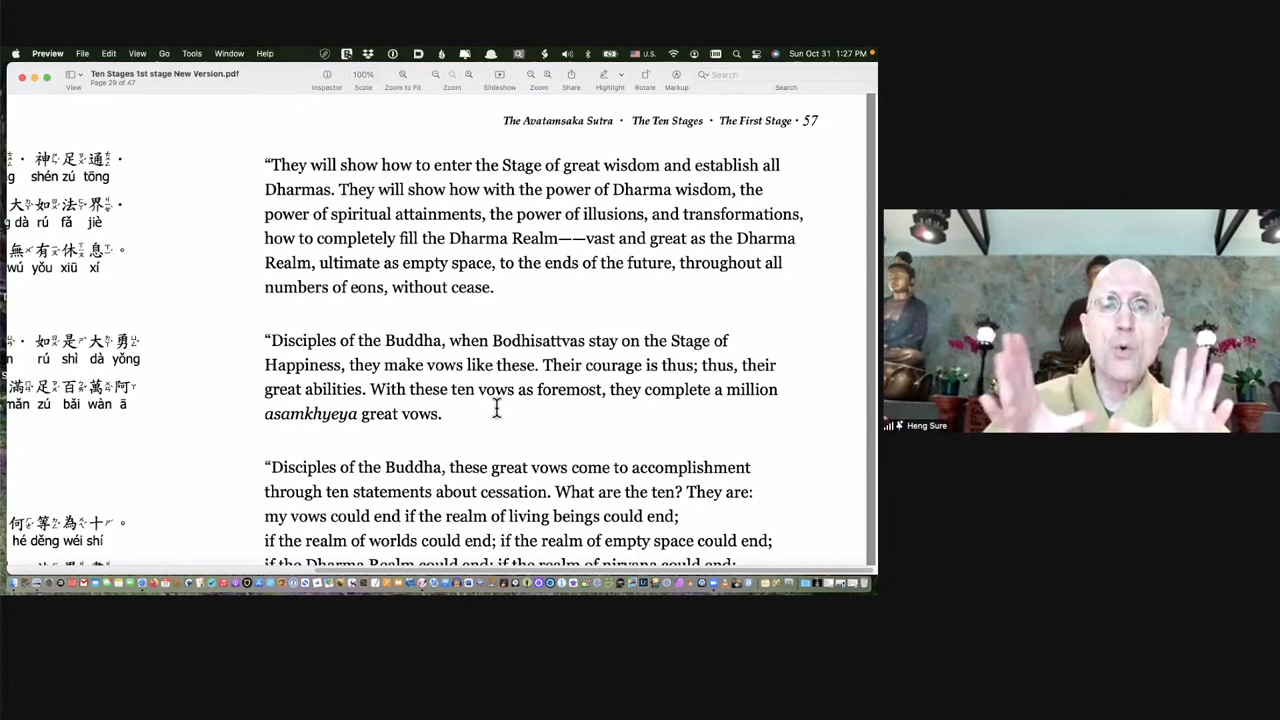 Preview File Edit View Go Tools Window Help
U.S.
Sun Oct 31 1:27 PM
Ten Stages 1st stage New Version.pdf
Page 29 of 47
100%
Search
View Inspector Scale Zoom to Fit Zoom Slideshow Zoom Share Highlight Rotate Markup Search
The Avatamsaka Sutra · The Ten Stages · The First Stage · 57
· 神足通·
g shén zú tōng
大如法界·
g dà rú fǎ jiè
無有休息。
wú yǒu xiū xí
· 如是大勇
n rú shì dà yǒng
滿足百萬阿
mǎn zú bǎi wàn ā
何等為十。
hé děng wéi shí
“They will show how to enter the Stage of great wisdom and establish all
Dharmas. They will show how with the power of Dharma wisdom, the
power of spiritual attainments, the power of illusions, and transformations,
how to completely fill the Dharma Realm——vast and great as the Dharma
Realm, ultimate as empty space, to the ends of the future, throughout all
numbers of eons, without cease.
“Disciples of the Buddha, when Bodhisattvas stay on the Stage of
Happiness, they make vows like these. Their courage is thus; thus, their
great abilities. With these ten vows as foremost, they complete a million
asamkhyeya great vows.
“Disciples of the Buddha, these great vows come to accomplishment
through ten statements about cessation. What are the ten? They are:
my vows could end if the realm of living beings could end;
if the realm of worlds could end; if the realm of empty space could end;
if the Dharma Realm could end; if the realm of nirvana could end;
Heng Sure